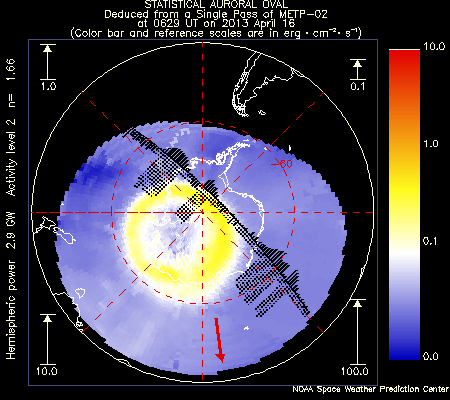 STATISTICAL AURORAL OVAL
Deduced from a Single Pass of METP-02
at 0629 UT on 2013 April 16
(Color bar and reference scales are in erg·cm⁻²·s⁻¹)
1.0
0.1
10.0
1.0
0.1
0.0
-60
10.0
100.0
Hemispheric power 2.9 GW Activity level 2 n= 1.66
NOAA Space Weather Prediction Center